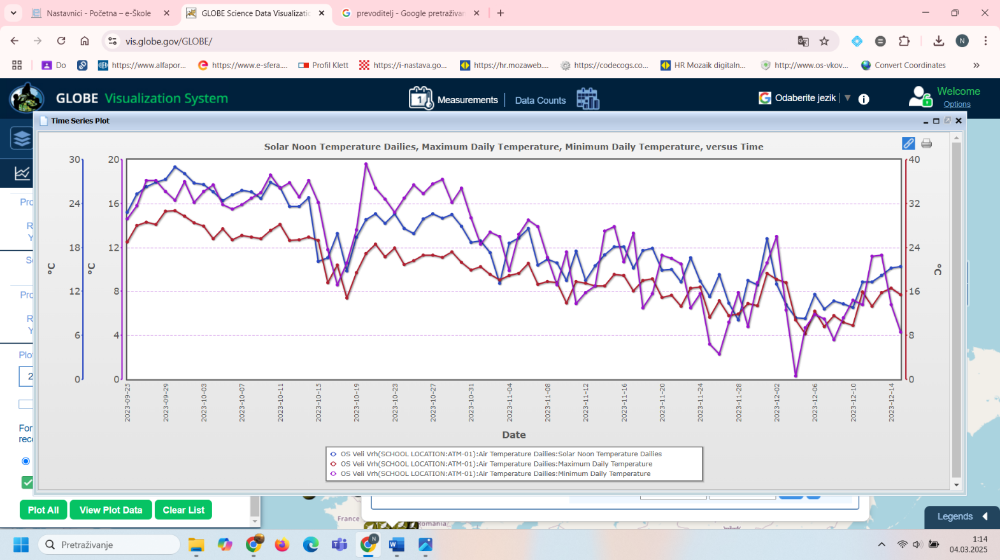 Nastavnici - Početna – e-Škole
GLOBE Science Data Visualizatio
prevoditelj - Google pretraživan
vis.globe.gov/GLOBE/
N
Do
https://www.alfapor...
https://www.e-sfera....
Profil Klett
https://i-nastava.go...
https://hr.mozaweb....
https://codecogs.co...
HR Mozaik digitaln...
http://www.os-vkov...
Convert Coordinates
»
GLOBE Visualization System
1
Measurements
Data Counts
Odaberite jezik
Welcome
Options
Time Series Plot
Solar Noon Temperature Dailies, Maximum Daily Temperature, Minimum Daily Temperature, versus Time
30
24
18
12
6
0
°C
20
16
12
8
4
0
°C
40
32
24
16
8
0
°C
2023-09-25
2023-09-29
2023-10-03
2023-10-07
2023-10-11
2023-10-15
2023-10-19
2023-10-23
2023-10-27
2023-10-31
2023-11-04
2023-11-08
2023-11-12
2023-11-16
2023-11-20
2023-11-24
2023-11-28
2023-12-02
2023-12-06
2023-12-10
2023-12-14
Date
OS Veli Vrh(SCHOOL LOCATION:ATM-01):Air Temperature Dailies:Solar Noon Temperature Dailies
OS Veli Vrh(SCHOOL LOCATION:ATM-01):Air Temperature Dailies:Maximum Daily Temperature
OS Veli Vrh(SCHOOL LOCATION:ATM-01):Air Temperature Dailies:Minimum Daily Temperature
Pro
R
Y
Se
Pro
R
Y
Plot
2
For
reco
Plot All
View Plot Data
Clear List
France
Romania
Legends
Pretraživanje
N
1:14
04.03.2025